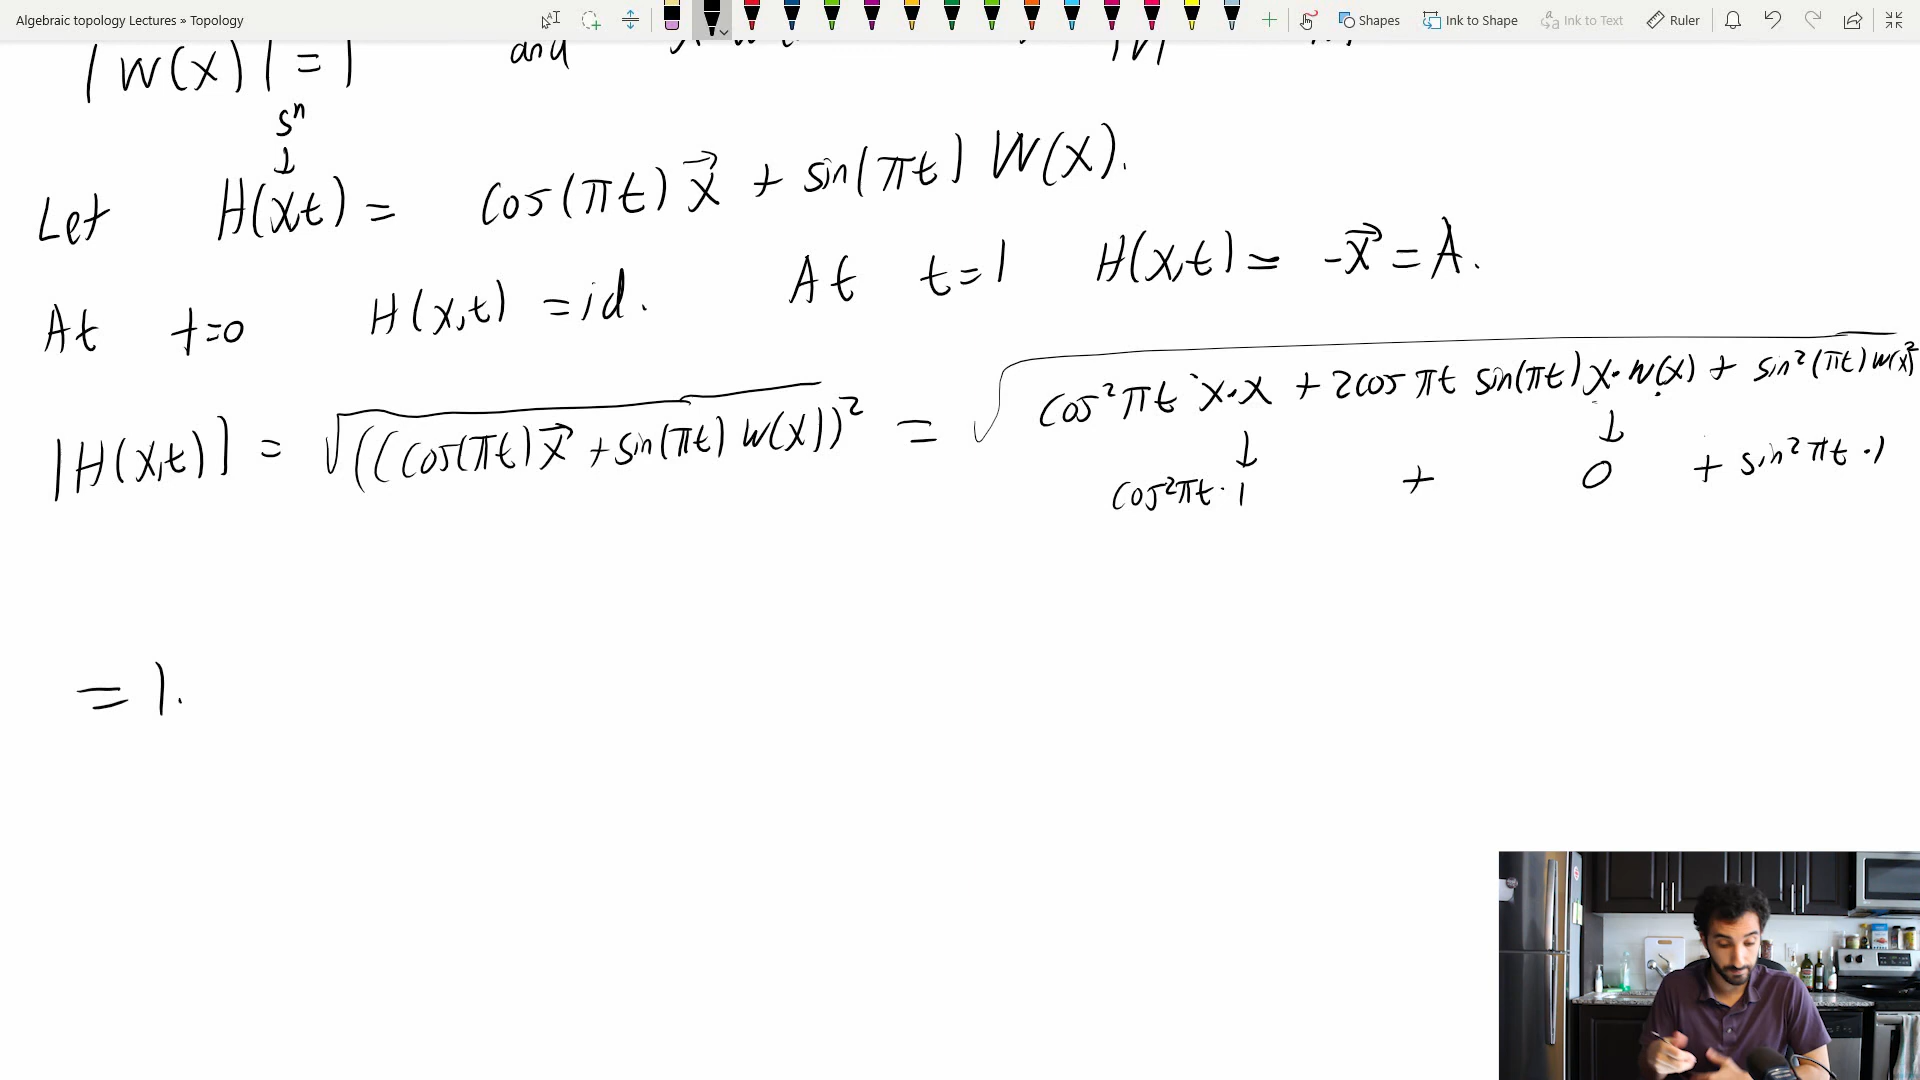 Algebraic topology Lectures » Topology
Shapes
Ink to Shape
Ink to Text
Ruler
|W(x)|=1 and
Sⁿ
↓
Let H(x,t) = cos(πt) x⃗ + sin(πt) W(x).
At t=0 H(x,t) = id. At t=1 H(x,t) = -x⃗ = A.
|H(x,t)| = √((cos(πt) x⃗ + sin(πt) W(x))² = √cos²πt x·x + 2cos πt sin(πt) x·W(x) + sin²(πt) W(x)²
↓ ↓
cos²πt·1 + 0 + sin²πt·1
= 1.